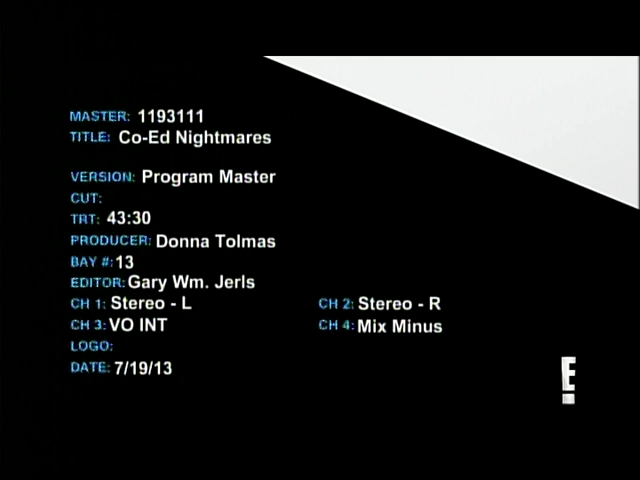 MASTER: 1193111
TITLE: Co-Ed Nightmares
VERSION: Program Master
CUT:
TRT: 43:30
PRODUCER: Donna Tolmas
BAY #: 13
EDITOR: Gary Wm. Jerls
CH 1: Stereo - L CH 2: Stereo - R
CH 3: VO INT CH 4: Mix Minus
LOGO:
DATE: 7/19/13
E!